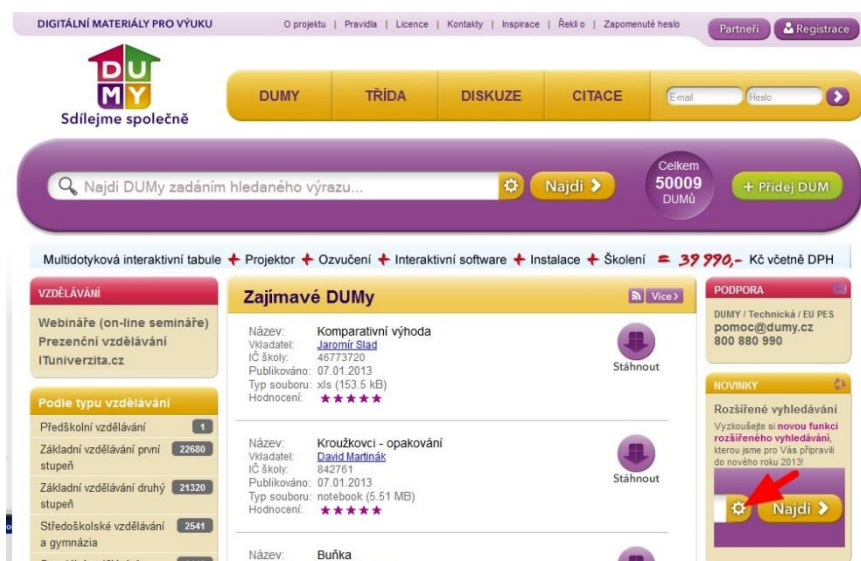 DIGITÁLNÍ MATERIÁLY PRO VÝUKU
O projektu | Pravidla | Licence | Kontakty | Inspirace | Řekli o | Zapomenuté heslo
Partneři
Registrace
DUMY
Sdílejme společně
DUMY
TŘÍDA
DISKUZE
CITACE
E-mail
Heslo
Najdi DUMy zadáním hledaného výrazu...
Najdi
Celkem
50009
DUMů
+ Přidej DUM
Multidotyková interaktivní tabule + Projektor + Ozvučení + Interaktivní software + Instalace + Školení = 39 990,- Kč včetně DPH
VZDĚLÁVÁNÍ
Webináře (on-line semináře)
Prezenční vzdělávání
ITuniverzita.cz
Podle typu vzdělávání
Předškolní vzdělávání 1
Základní vzdělávání první 22680
stupeň
Základní vzdělávání druhý 21320
stupeň
Středoškolské vzdělávání 2541
a gymnázia
Zajímavé DUMy
Více
Název: Komparativní výhoda
Vkladatel: Jaromír Slad
IČ školy: 46773720
Publikováno: 07.01.2013
Typ souboru: xls (153.5 kB)
Hodnocení:
Stáhnout
Název: Kroužkovci - opakování
Vkladatel: David Martinák
IČ školy: 842761
Publikováno: 07.01.2013
Typ souboru: notebook (5.51 MB)
Hodnocení:
Stáhnout
Název: Buňka
PODPORA
DUMY / Technická / EU PES
pomoc@dumy.cz
800 880 990
NOVINKY
Rozšířené vyhledávání
Vyzkoušejte si novou funkci
rozšířeného vyhledávání,
kterou jsme pro Vás připravili
do nového roku 2013!
Najdi